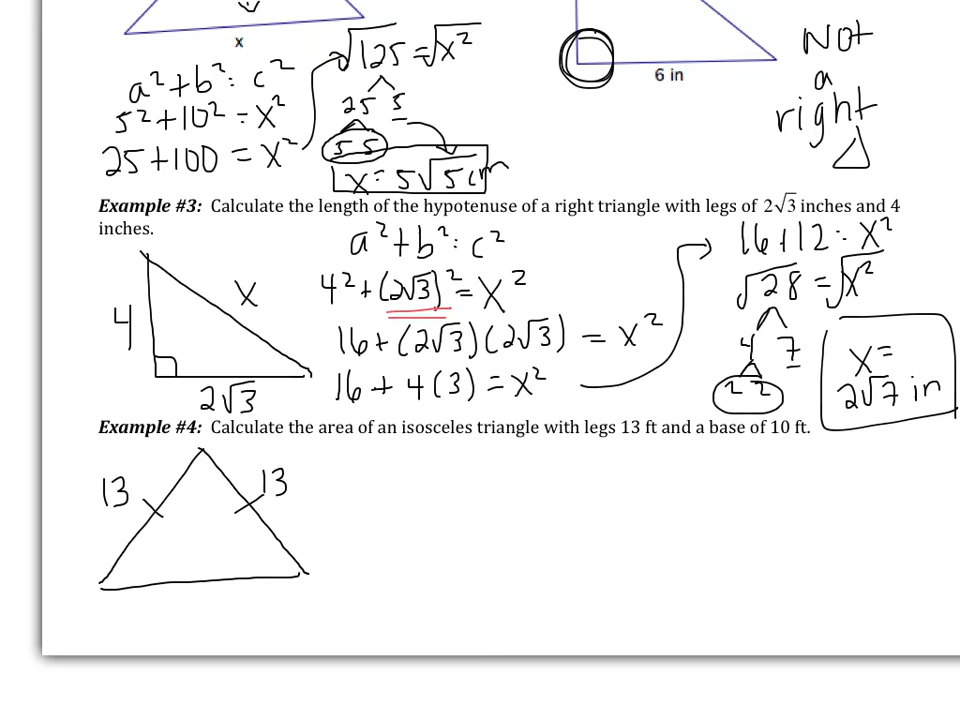 x
a² + b² = c²
5² + 10² = x²
25 + 100 = x²
√125 = √x²
25 5
5 5
x = 5√5 cm
6 in
Not
a
right
△
Example #3: Calculate the length of the hypotenuse of a right triangle with legs of 2√3 inches and 4
inches.
4
x
2√3
a² + b² = c²
4² + (2√3)² = x²
16 + (2√3)(2√3) = x²
16 + 4(3) = x²
16 + 12 = x²
√28 = √x²
4 7
2 2
x =
2√7 in
Example #4: Calculate the area of an isosceles triangle with legs 13 ft and a base of 10 ft.
13
13